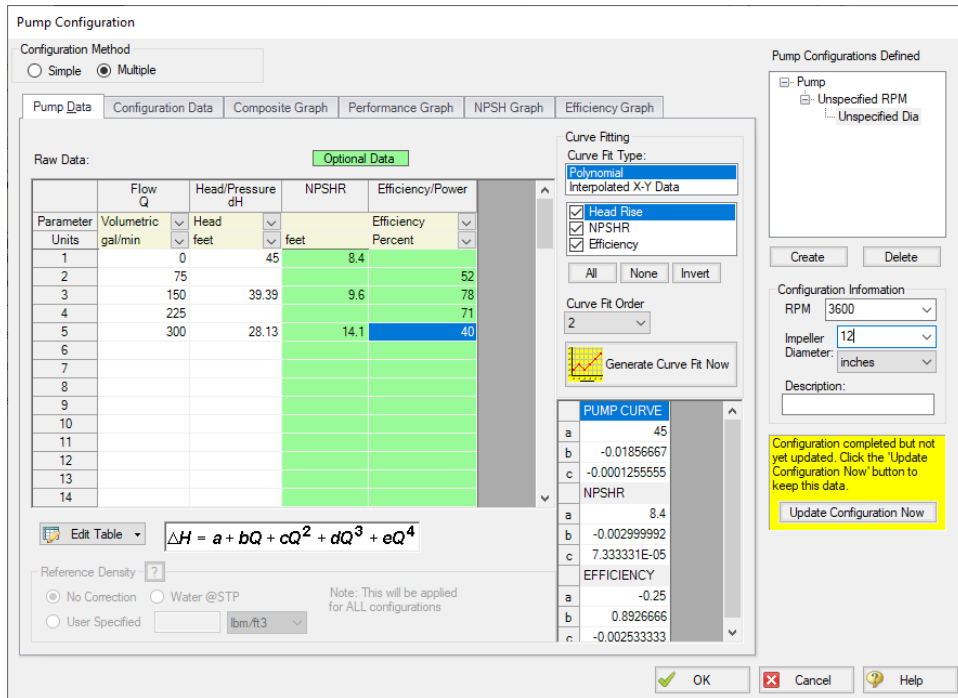 Pump Configuration
Configuration Method
Simple Multiple
Pump Data Configuration Data Composite Graph Performance Graph NPSH Graph Efficiency Graph
Raw Data: Optional Data
Flow Q Head/Pressure dH NPSHR Efficiency/Power
Parameter Volumetric Head Efficiency
Units gal/min feet feet Percent
1 0 45 8.4
2 75 52
3 150 39.39 9.6 78
4 225 71
5 300 28.13 14.1 40
6
7
8
9
10
11
12
13
14
Edit Table
ΔH = a + bQ + cQ² + dQ³ + eQ⁴
Reference Density ?
No Correction Water @STP
User Specified lbm/ft3
Note: This will be applied
for ALL configurations
Curve Fitting
Curve Fit Type:
Polynomial
Interpolated X-Y Data
Head Rise
NPSHR
Efficiency
All None Invert
Curve Fit Order
2
Generate Curve Fit Now
PUMP CURVE
a 45
b -0.01856667
c -0.0001255555
NPSHR
a 8.4
b -0.002999992
c 7.333331E-05
EFFICIENCY
a -0.25
b 0.8926666
c -0.002533333
Pump Configurations Defined
Pump
Unspecified RPM
Unspecified Dia
Create Delete
Configuration Information
RPM 3600
Impeller Diameter: 12
inches
Description:
Configuration completed but not
yet updated. Click the 'Update
Configuration Now' button to
keep this data.
Update Configuration Now
OK Cancel Help